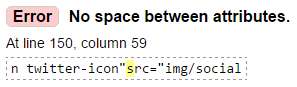 Error No space between attributes.
At line 150, column 59
n twitter-icon"src="img/social